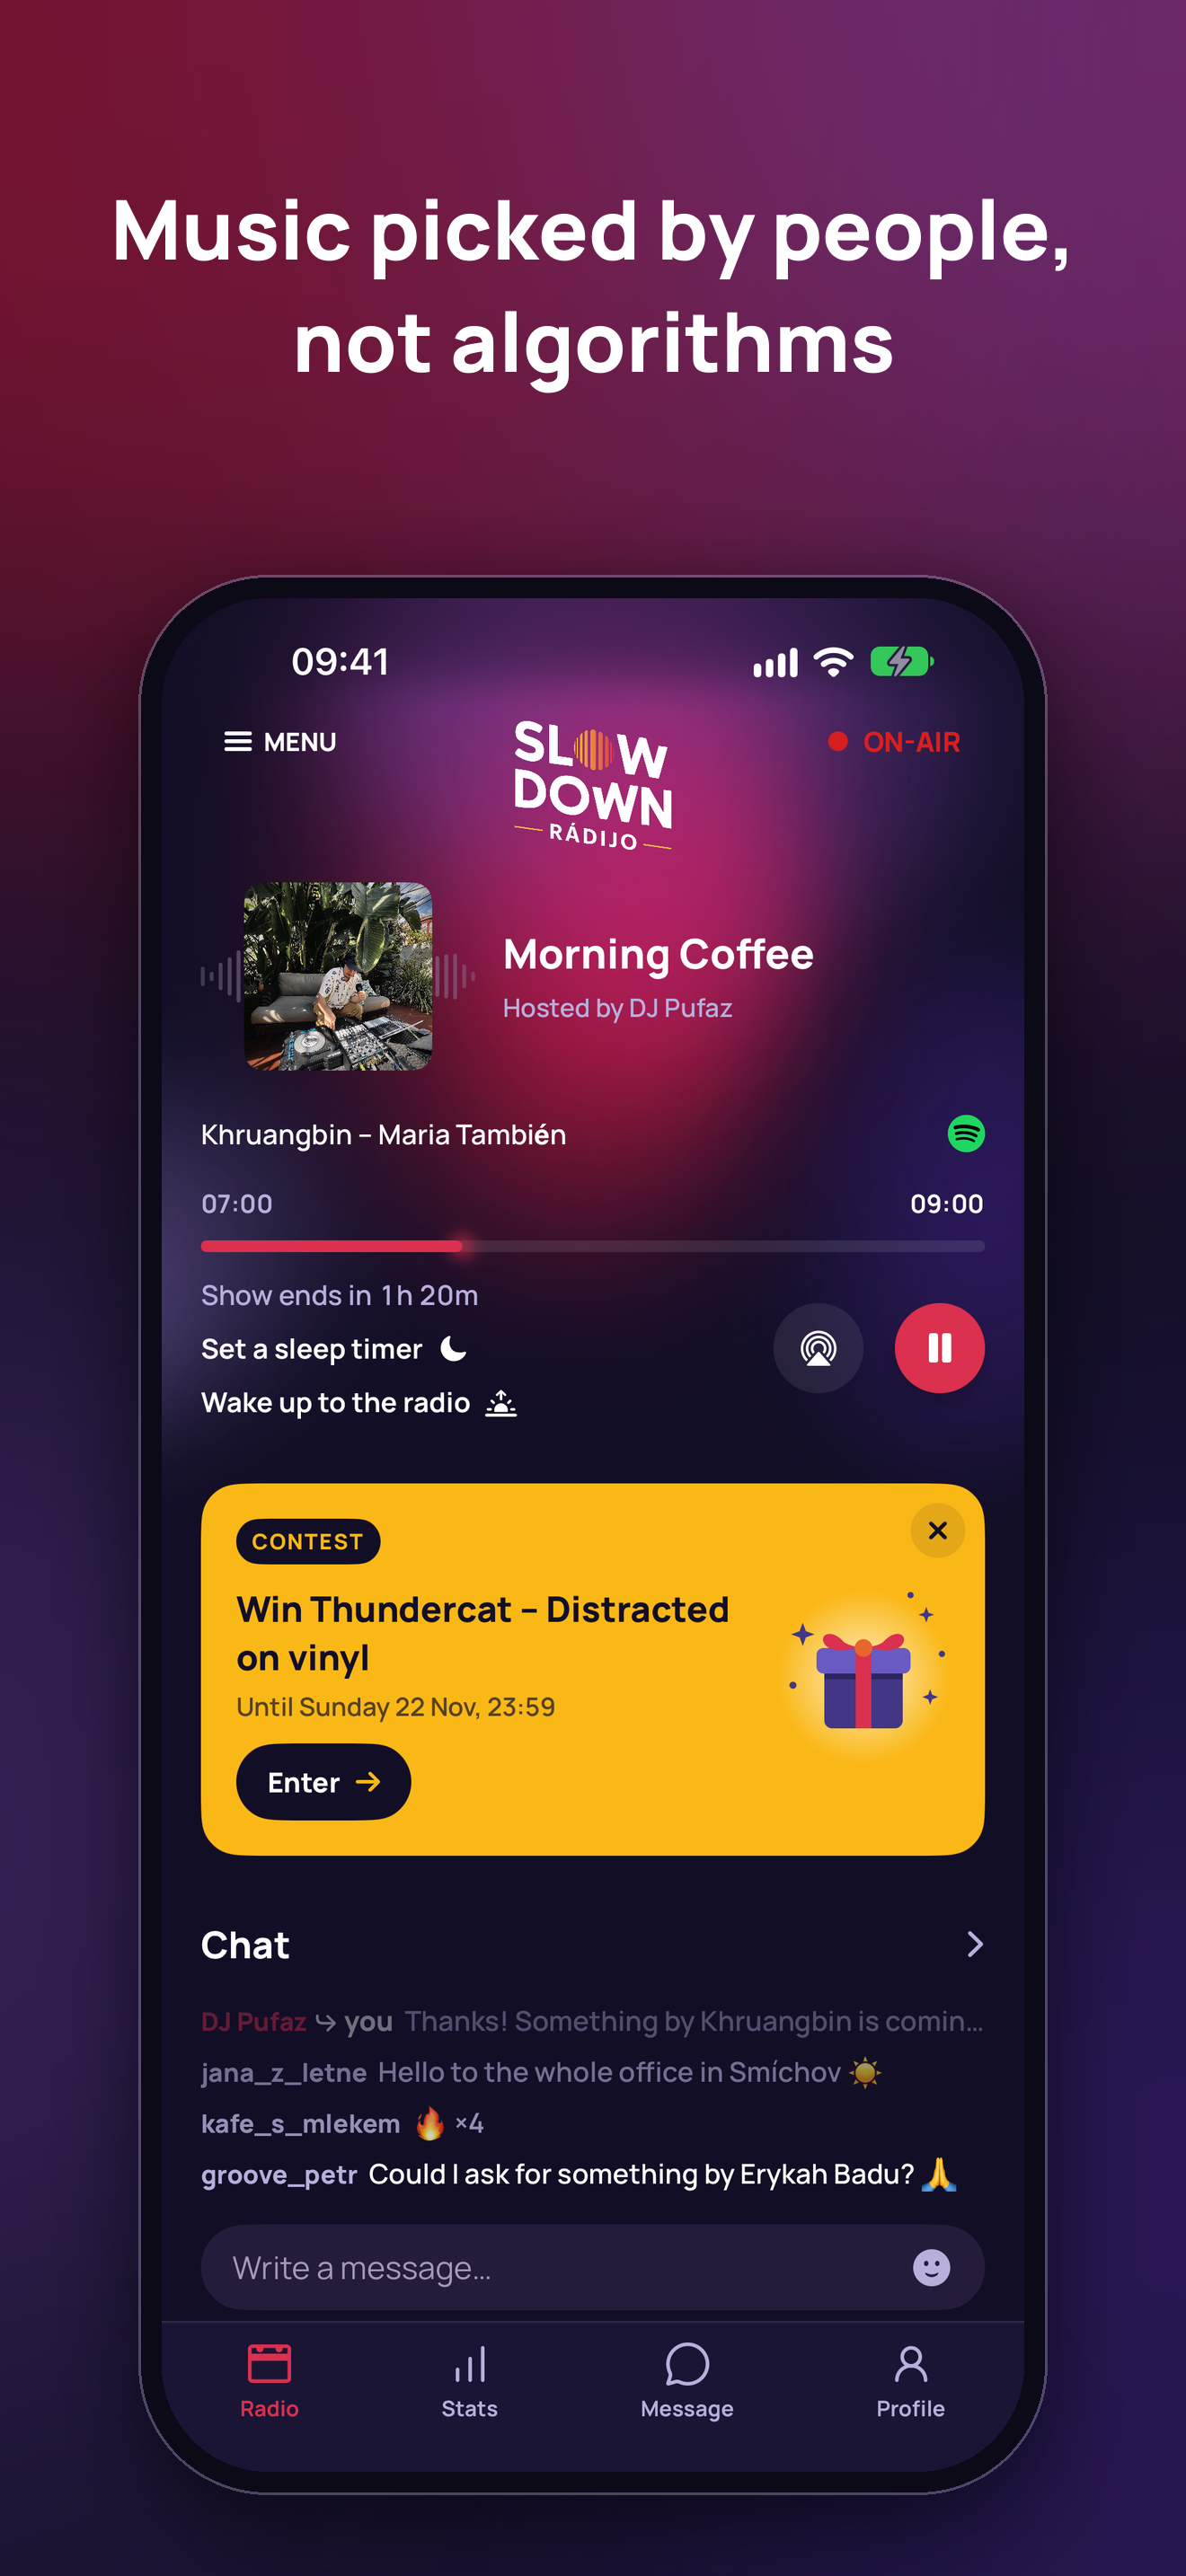 Music picked by people,
not algorithms
09:41
MENU
SLOW
DOWN
RÁDIJO
ON-AIR
Morning Coffee
Hosted by DJ Pufaz
Khruangbin – Maria También
07:00
09:00
Show ends in 1h 20m
Set a sleep timer
Wake up to the radio
CONTEST
Win Thundercat – Distracted
on vinyl
Until Sunday 22 Nov, 23:59
Enter →
Chat
DJ Pufaz ↪ you Thanks! Something by Khruangbin is comin…
jana_z_letne Hello to the whole office in Smíchov ☀️
kafe_s_mlekem 🔥 ×4
groove_petr Could I ask for something by Erykah Badu? 🙏
Write a message…
Radio
Stats
Message
Profile